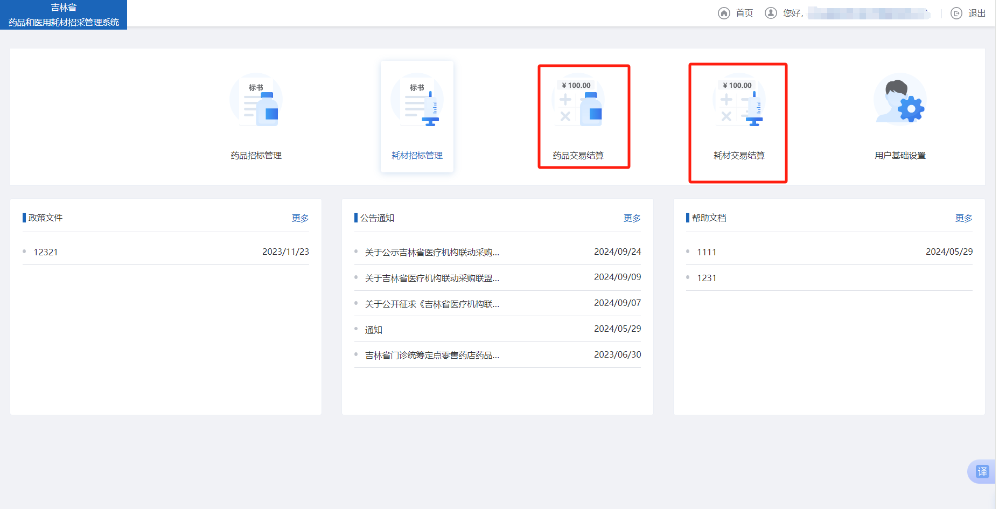 吉林省
药品和医用耗材招采管理系统
首页
您好,
退出
标书
标书
¥ 100.00
¥ 100.00
药品招标管理
耗材招标管理
药品交易结算
耗材交易结算
用户基础设置
政策文件
更多
12321
2023/11/23
公告通知
更多
关于公示吉林省医疗机构联动采购...
2024/09/24
关于吉林省医疗机构联动采购联盟...
2024/09/09
关于公开征求《吉林省医疗机构联...
2024/09/07
通知
2024/05/29
吉林省门诊统筹定点零售药店药品...
2023/06/30
帮助文档
更多
1111
2024/05/29
1231
译